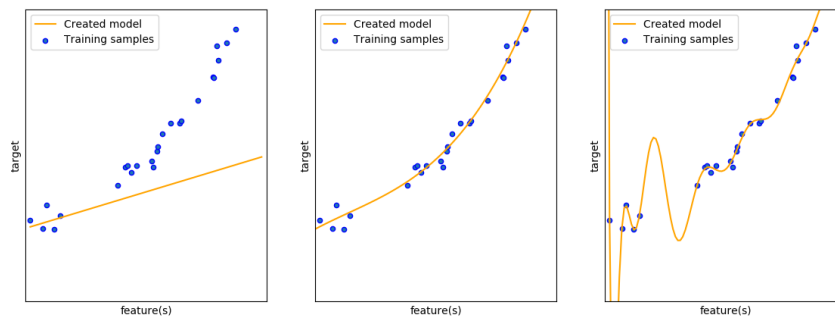 Created model
Training samples
target
feature(s)
Created model
Training samples
target
feature(s)
Created model
Training samples
target
feature(s)